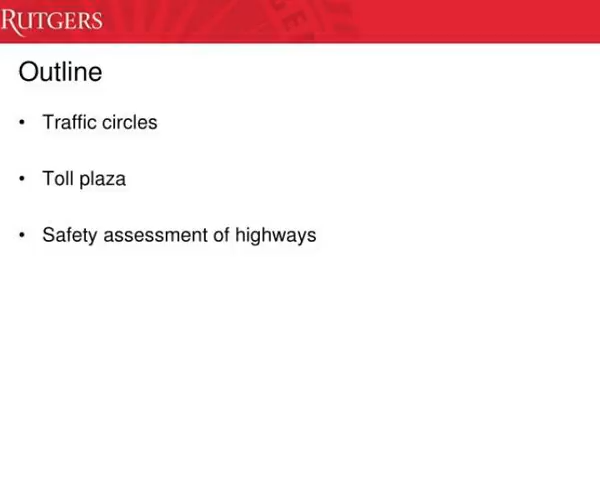 RUTGERS
Outline
• Traffic circles
• Toll plaza
• Safety assessment of highways